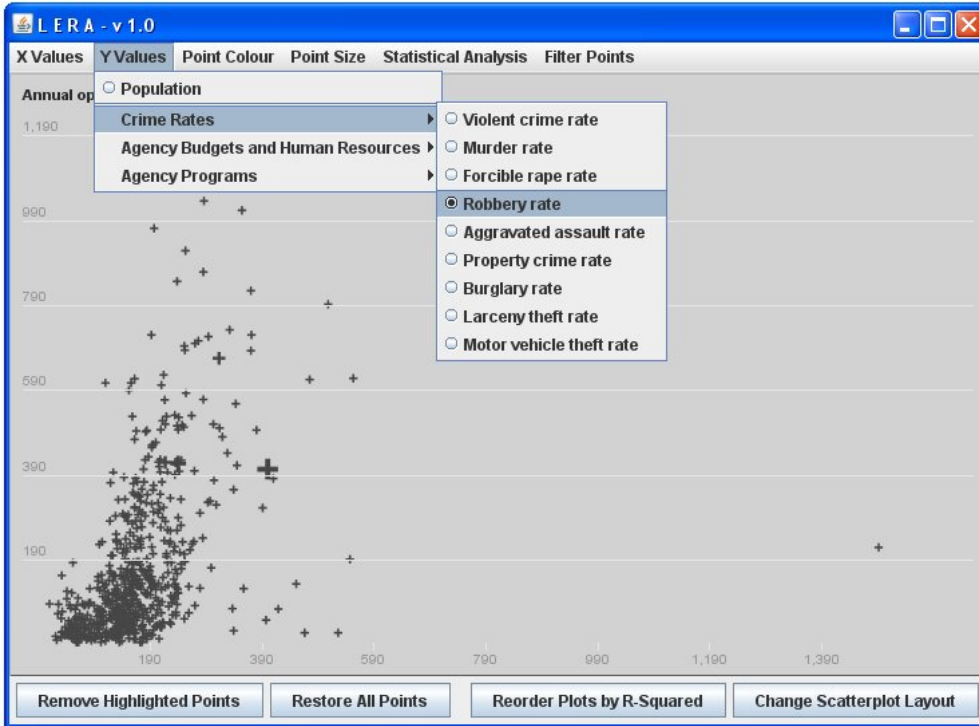 LERA - v 1.0
X Values Y Values Point Colour Point Size Statistical Analysis Filter Points
Annual op
Population
Crime Rates
Agency Budgets and Human Resources
Agency Programs
Violent crime rate
Murder rate
Forcible rape rate
Robbery rate
Aggravated assault rate
Property crime rate
Burglary rate
Larceny theft rate
Motor vehicle theft rate
1,190
990
790
590
390
190
190 390 590 790 990 1,190 1,390
Remove Highlighted Points Restore All Points Reorder Plots by R-Squared Change Scatterplot Layout